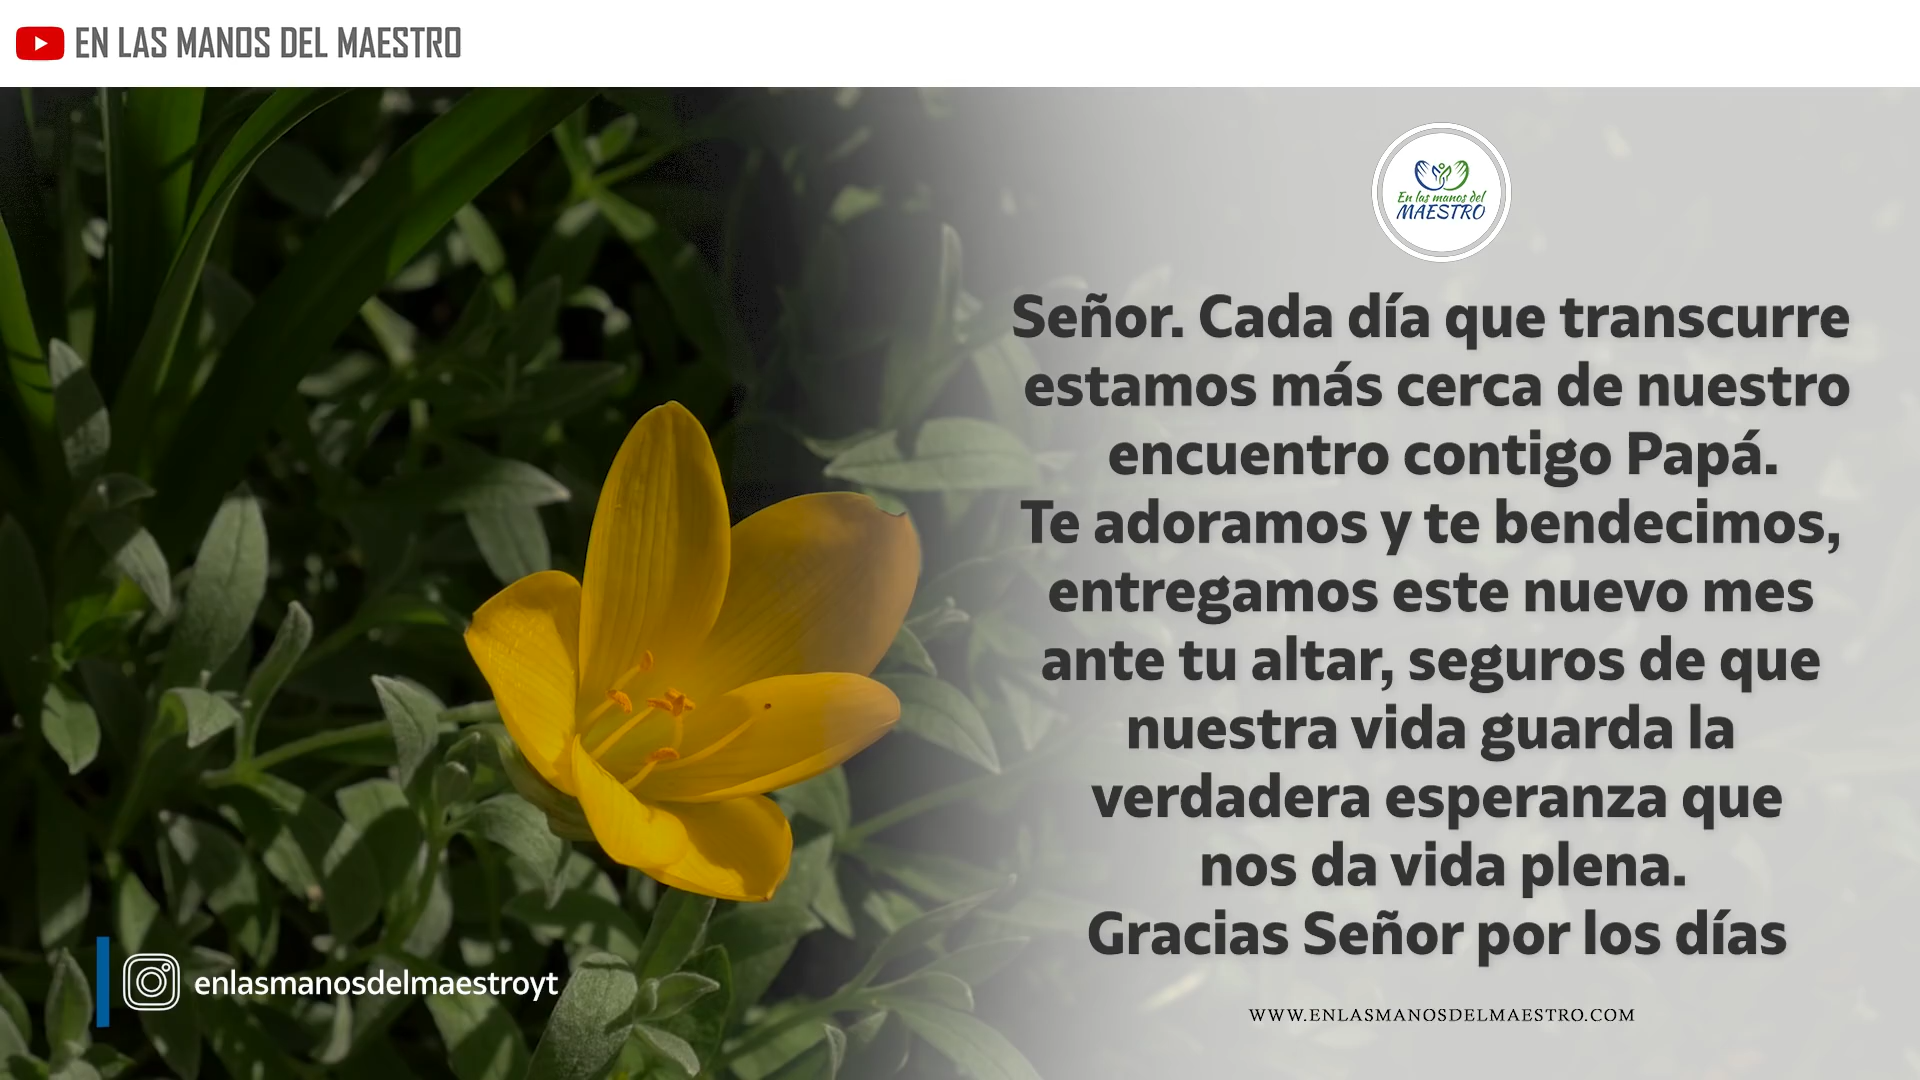 EN LAS MANOS DEL MAESTRO
En las manos del
MAESTRO
Señor. Cada día que transcurre
estamos más cerca de nuestro
encuentro contigo Papá.
Te adoramos y te bendecimos,
entregamos este nuevo mes
ante tu altar, seguros de que
nuestra vida guarda la
verdadera esperanza que
nos da vida plena.
Gracias Señor por los días
enlasmanosdelmaestroyt
WWW.ENLASMANOSDELMAESTRO.COM